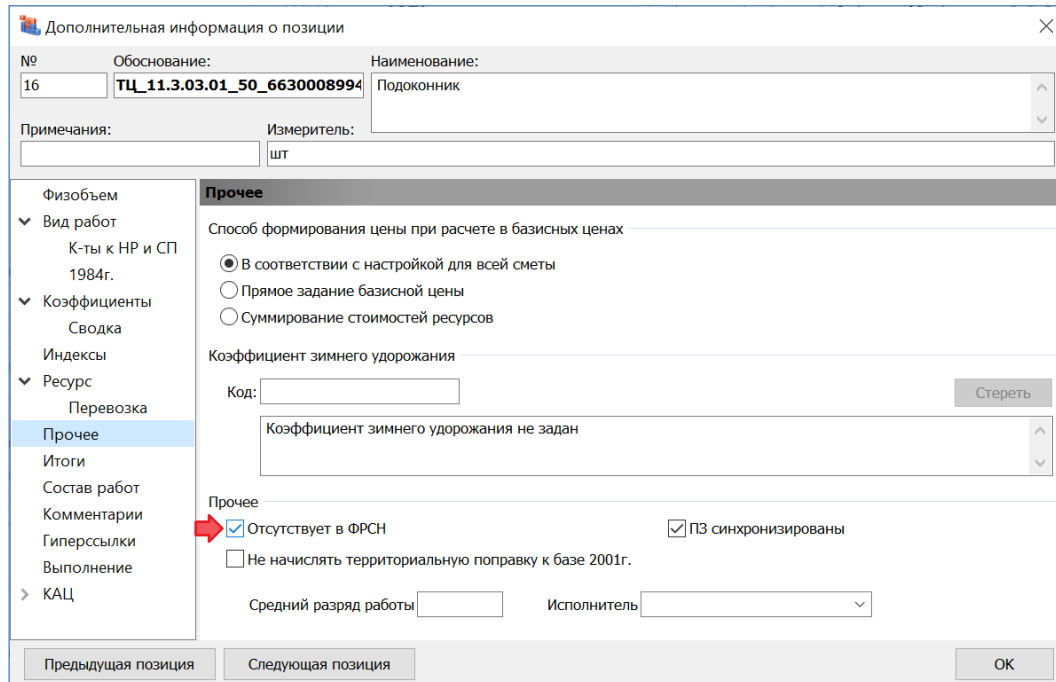 Дополнительная информация о позиции
№ Обоснование: Наименование:
16 ТЦ_11.3.03.01_50_6630008994 Подоконник
Примечания: Измеритель:
шт
Физобъем
Вид работ
К-ты к НР и СП
1984г.
Коэффициенты
Сводка
Индексы
Ресурс
Перевозка
Прочее
Итоги
Состав работ
Комментарии
Гиперссылки
Выполнение
КАЦ
Прочее
Способ формирования цены при расчете в базисных ценах
В соответствии с настройкой для всей сметы
Прямое задание базисной цены
Суммирование стоимостей ресурсов
Коэффициент зимнего удорожания
Код: Стереть
Коэффициент зимнего удорожания не задан
Прочее
Отсутствует в ФРСН ПЗ синхронизированы
Не начислять территориальную поправку к базе 2001г.
Средний разряд работы Исполнитель
Предыдущая позиция Следующая позиция OK